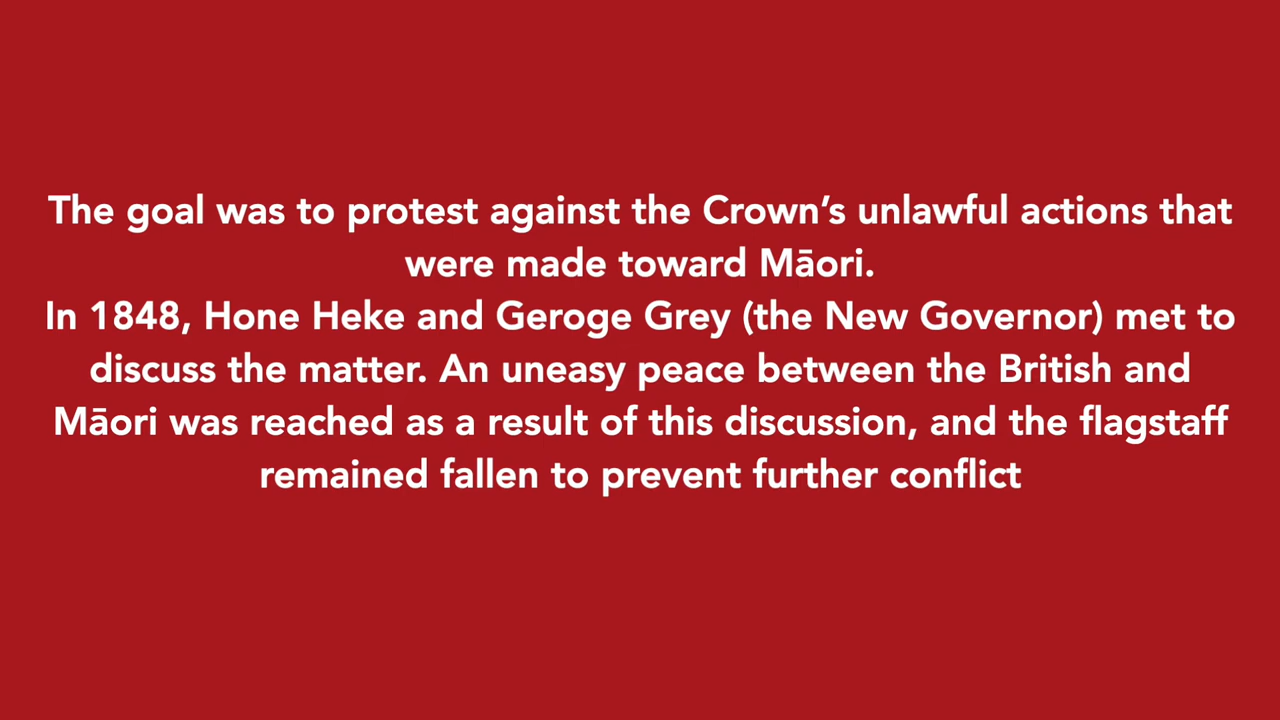 The goal was to protest against the Crown’s unlawful actions that
were made toward Māori.
In 1848, Hone Heke and Geroge Grey (the New Governor) met to
discuss the matter. An uneasy peace between the British and
Māori was reached as a result of this discussion, and the flagstaff
remained fallen to prevent further conflict